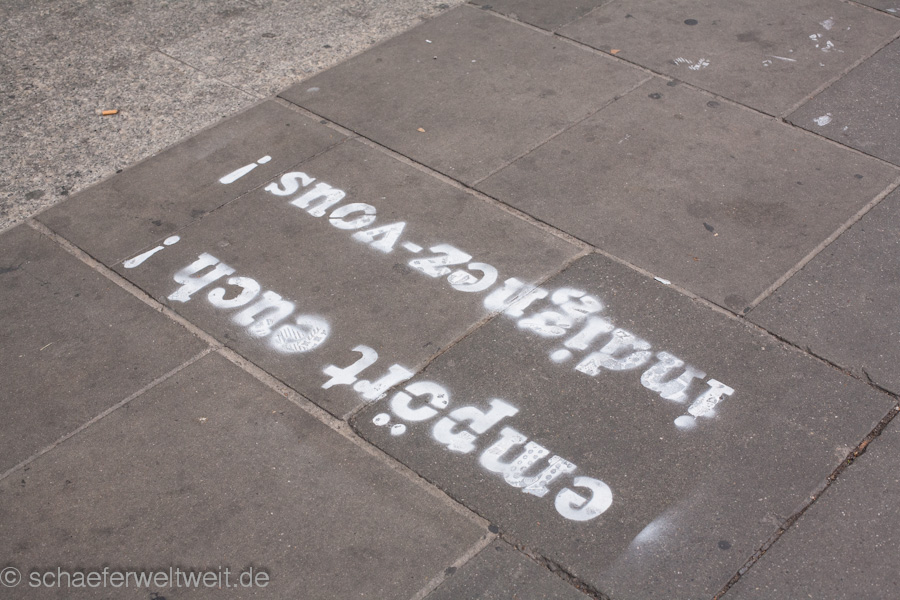 indignez-vous !
empört euch !
© schaeferweltweit.de